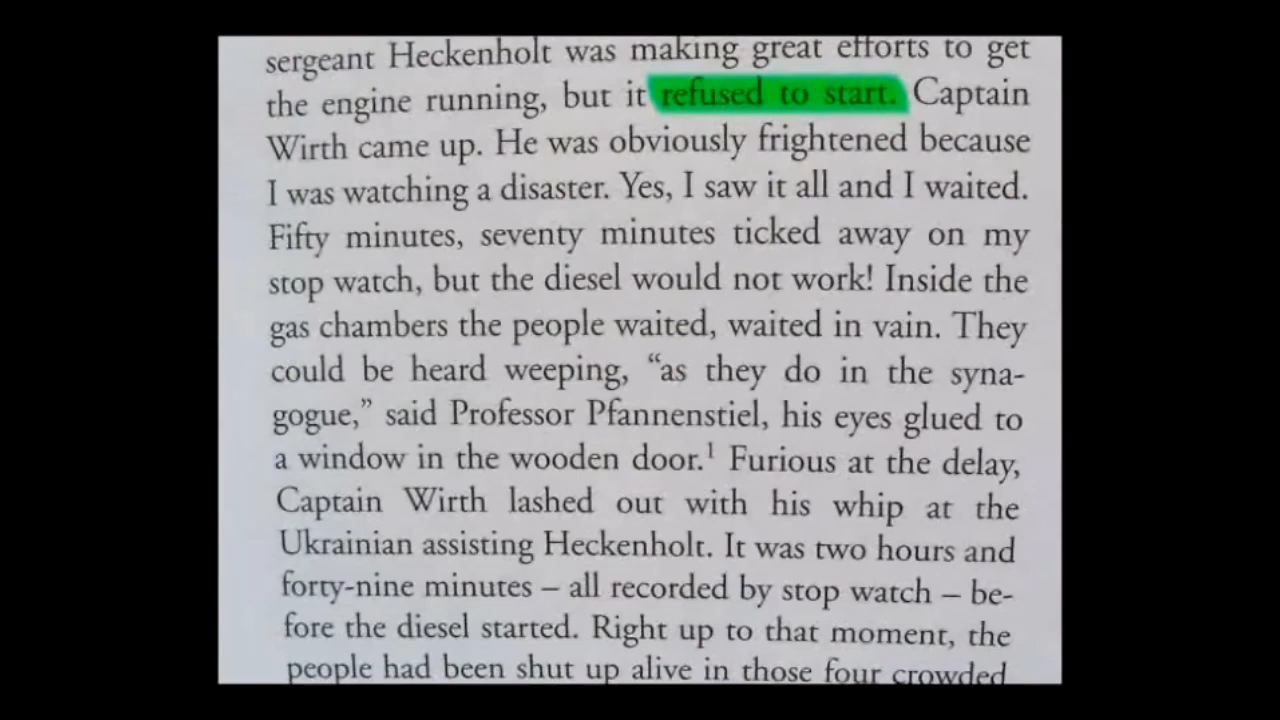 sergeant Heckenholt was making great efforts to get
the engine running, but it refused to start. Captain
Wirth came up. He was obviously frightened because
I was watching a disaster. Yes, I saw it all and I waited.
Fifty minutes, seventy minutes ticked away on my
stop watch, but the diesel would not work! Inside the
gas chambers the people waited, waited in vain. They
could be heard weeping, “as they do in the syna-
gogue,” said Professor Pfannenstiel, his eyes glued to
a window in the wooden door.¹ Furious at the delay,
Captain Wirth lashed out with his whip at the
Ukrainian assisting Heckenholt. It was two hours and
forty-nine minutes – all recorded by stop watch – be-
fore the diesel started. Right up to that moment, the
people had been shut up alive in those four crowded